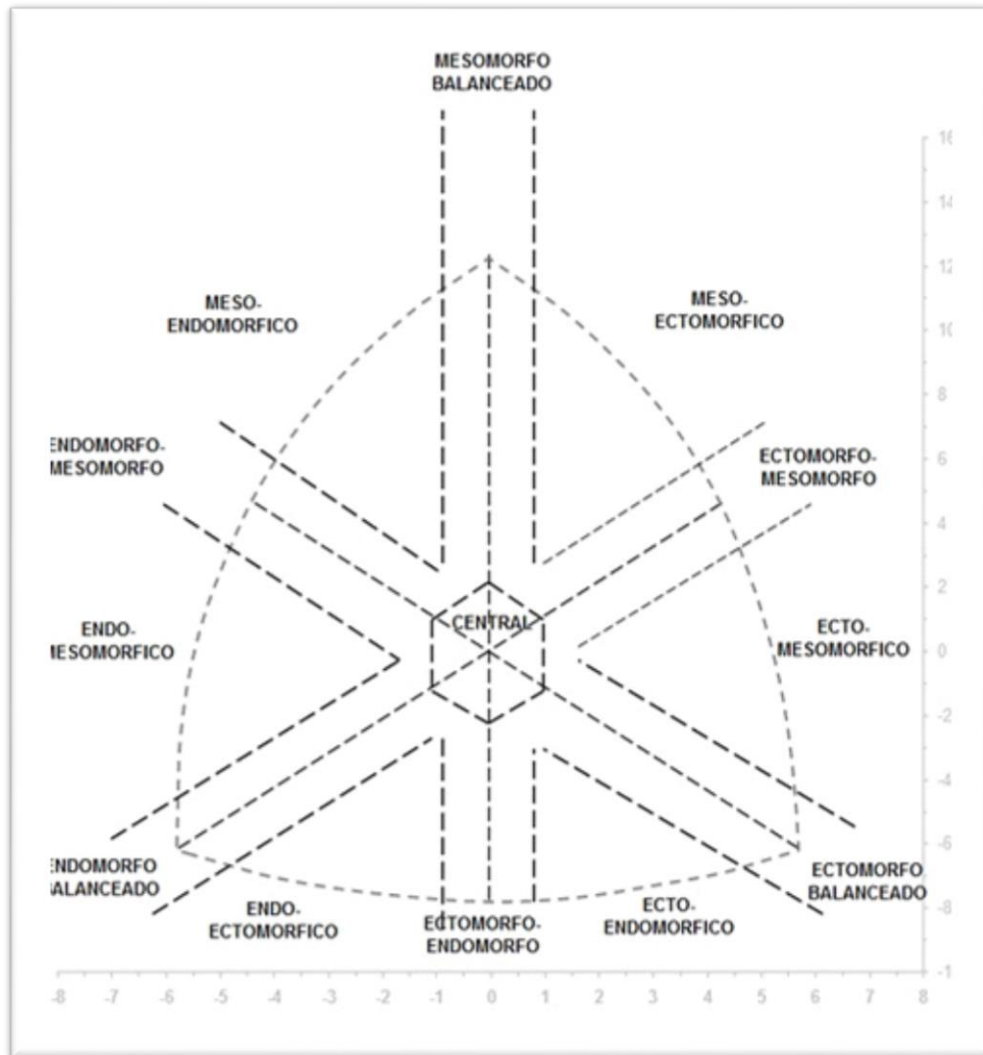 MESOMORFO
BALANCEADO
16
14
12
MESO-
ENDOMORFICO
MESO-
ECTOMORFICO
10
8
ENDOMORFO-
MESOMORFO
ECTOMORFO-
MESOMORFO
6
4
2
CENTRAL
ENDO-
MESOMORFICO
ECTO-
MESOMORFICO
0
-2
-4
-6
ENDOMORFO
BALANCEADO
ECTOMORFO
BALANCEADO
-8
ENDO-
ECTOMORFICO
ECTOMORFO-
ENDOMORFO
ECTO-
ENDOMORFICO
-1
-8 -7 -6 -5 -4 -3 -2 -1 0 1 2 3 4 5 6 7 8